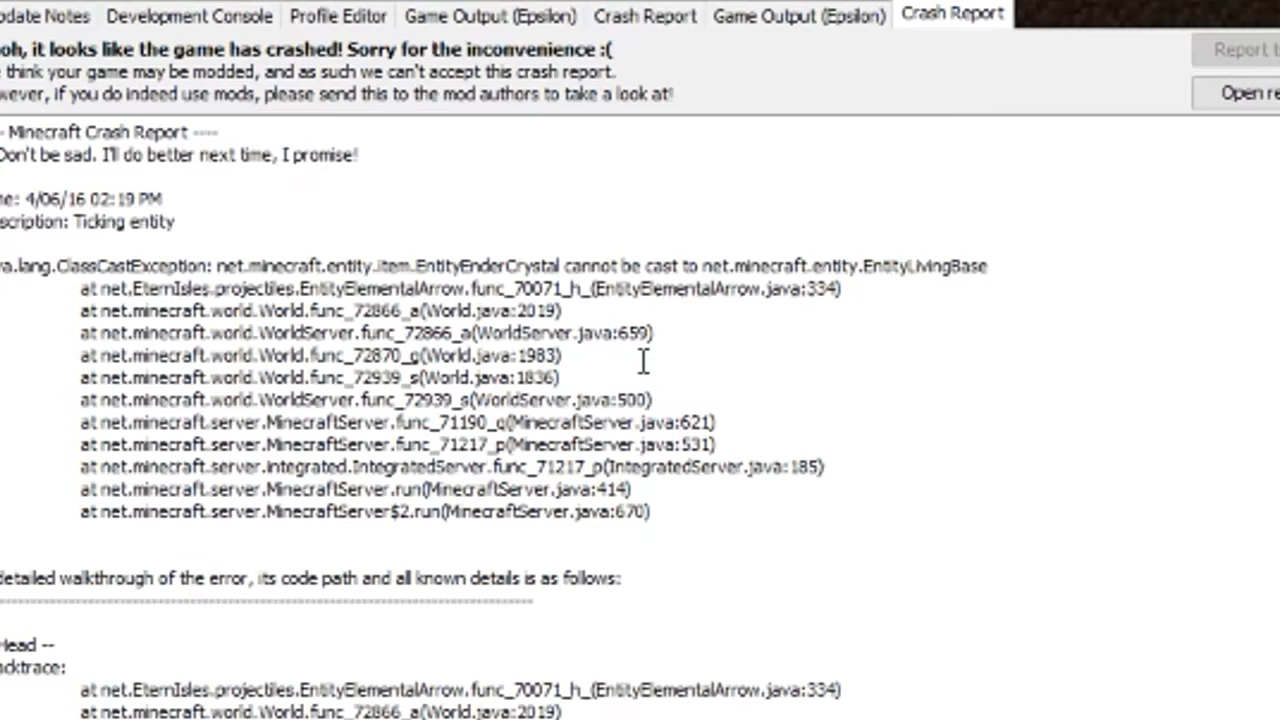 pdate Notes Development Console Profile Editor Game Output (Epsilon) Crash Report Game Output (Epsilon) Crash Report
oh, it looks like the game has crashed! Sorry for the inconvenience :(
think your game may be modded, and as such we can't accept this crash report.
wever, if you do indeed use mods, please send this to the mod authors to take a look at!
Report t
Open re
- Minecraft Crash Report ----
Don't be sad. I'll do better next time, I promise!
ne: 4/06/16 02:19 PM
scription: Ticking entity
va.lang.ClassCastException: net.minecraft.entity.item.EntityEnderCrystal cannot be cast to net.minecraft.entity.EntityLivingBase
at net.EternIsles.projectiles.EntityElementalArrow.func_70071_h_(EntityElementalArrow.java:334)
at net.minecraft.world.World.func_72866_a(World.java:2019)
at net.minecraft.world.WorldServer.func_72866_a(WorldServer.java:659)
at net.minecraft.world.World.func_72870_g(World.java:1983)
at net.minecraft.world.World.func_72939_s(World.java:1836)
at net.minecraft.world.WorldServer.func_72939_s(WorldServer.java:500)
at net.minecraft.server.MinecraftServer.func_71190_q(MinecraftServer.java:621)
at net.minecraft.server.MinecraftServer.func_71217_p(MinecraftServer.java:531)
at net.minecraft.server.integrated.IntegratedServer.func_71217_p(IntegratedServer.java:185)
at net.minecraft.server.MinecraftServer.run(MinecraftServer.java:414)
at net.minecraft.server.MinecraftServer$2.run(MinecraftServer.java:670)
detailed walkthrough of the error, its code path and all known details is as follows:
---------------------------------------------------------------------------------------
Head --
acktrace:
at net.EternIsles.projectiles.EntityElementalArrow.func_70071_h_(EntityElementalArrow.java:334)
at net.minecraft.world.World.func_72866_a(World.java:2019)